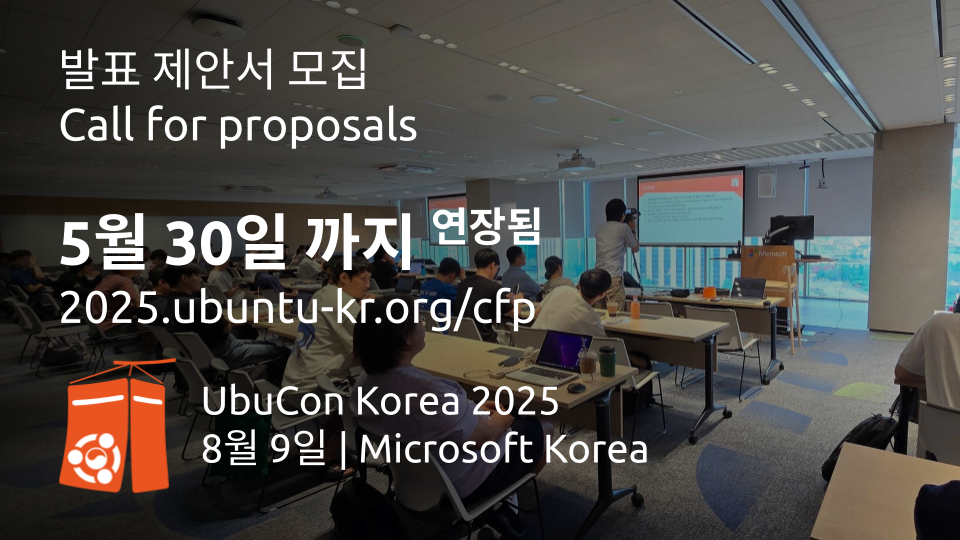 발표 제안서 모집
Call for proposals
5월 30일 까지 연장됨
2025.ubuntu-kr.org/cfp
UbuCon Korea 2025
8월 9일 | Microsoft Korea
Microsoft